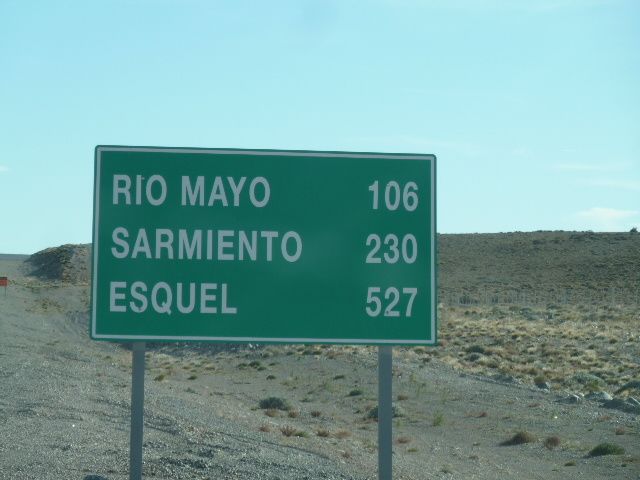 RIO MAYO 106
SARMIENTO 230
ESQUEL 527